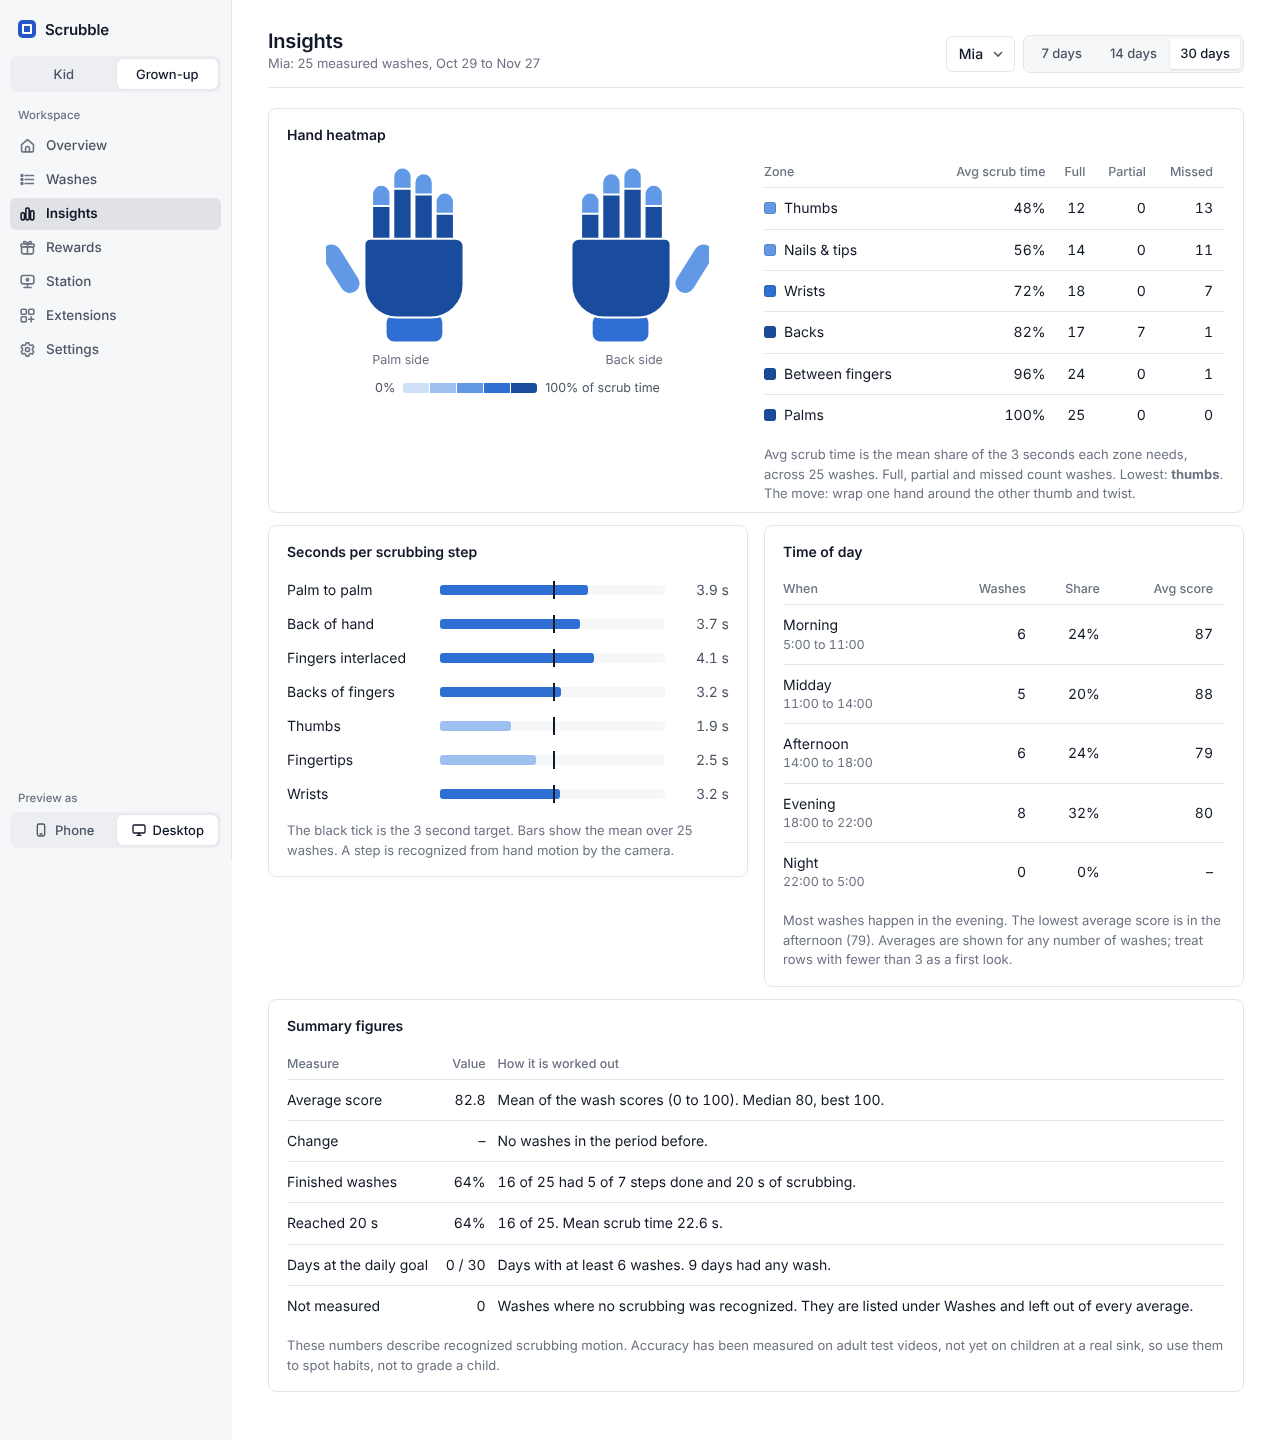 Scrubble
Kid
Grown-up
Workspace
Overview
Washes
Insights
Rewards
Station
Extensions
Settings
Preview as
Phone
Desktop
Insights
Mia: 25 measured washes, Oct 29 to Nov 27
Mia
7 days
14 days
30 days
Hand heatmap
Palm side
Back side
0%
100% of scrub time
Zone Avg scrub time Full Partial Missed
Thumbs 48% 12 0 13
Nails & tips 56% 14 0 11
Wrists 72% 18 0 7
Backs 82% 17 7 1
Between fingers 96% 24 0 1
Palms 100% 25 0 0
Avg scrub time is the mean share of the 3 seconds each zone needs,
across 25 washes. Full, partial and missed count washes. Lowest: thumbs.
The move: wrap one hand around the other thumb and twist.
Seconds per scrubbing step
Palm to palm 3.9 s
Back of hand 3.7 s
Fingers interlaced 4.1 s
Backs of fingers 3.2 s
Thumbs 1.9 s
Fingertips 2.5 s
Wrists 3.2 s
The black tick is the 3 second target. Bars show the mean over 25
washes. A step is recognized from hand motion by the camera.
Time of day
When Washes Share Avg score
Morning 6 24% 87
5:00 to 11:00
Midday 5 20% 88
11:00 to 14:00
Afternoon 6 24% 79
14:00 to 18:00
Evening 8 32% 80
18:00 to 22:00
Night 0 0% –
22:00 to 5:00
Most washes happen in the evening. The lowest average score is in the
afternoon (79). Averages are shown for any number of washes; treat
rows with fewer than 3 as a first look.
Summary figures
Measure Value How it is worked out
Average score 82.8 Mean of the wash scores (0 to 100). Median 80, best 100.
Change – No washes in the period before.
Finished washes 64% 16 of 25 had 5 of 7 steps done and 20 s of scrubbing.
Reached 20 s 64% 16 of 25. Mean scrub time 22.6 s.
Days at the daily goal 0 / 30 Days with at least 6 washes. 9 days had any wash.
Not measured 0 Washes where no scrubbing was recognized. They are listed under Washes and left out of every average.
These numbers describe recognized scrubbing motion. Accuracy has been measured on adult test videos, not yet on children at a real sink, so use them
to spot habits, not to grade a child.